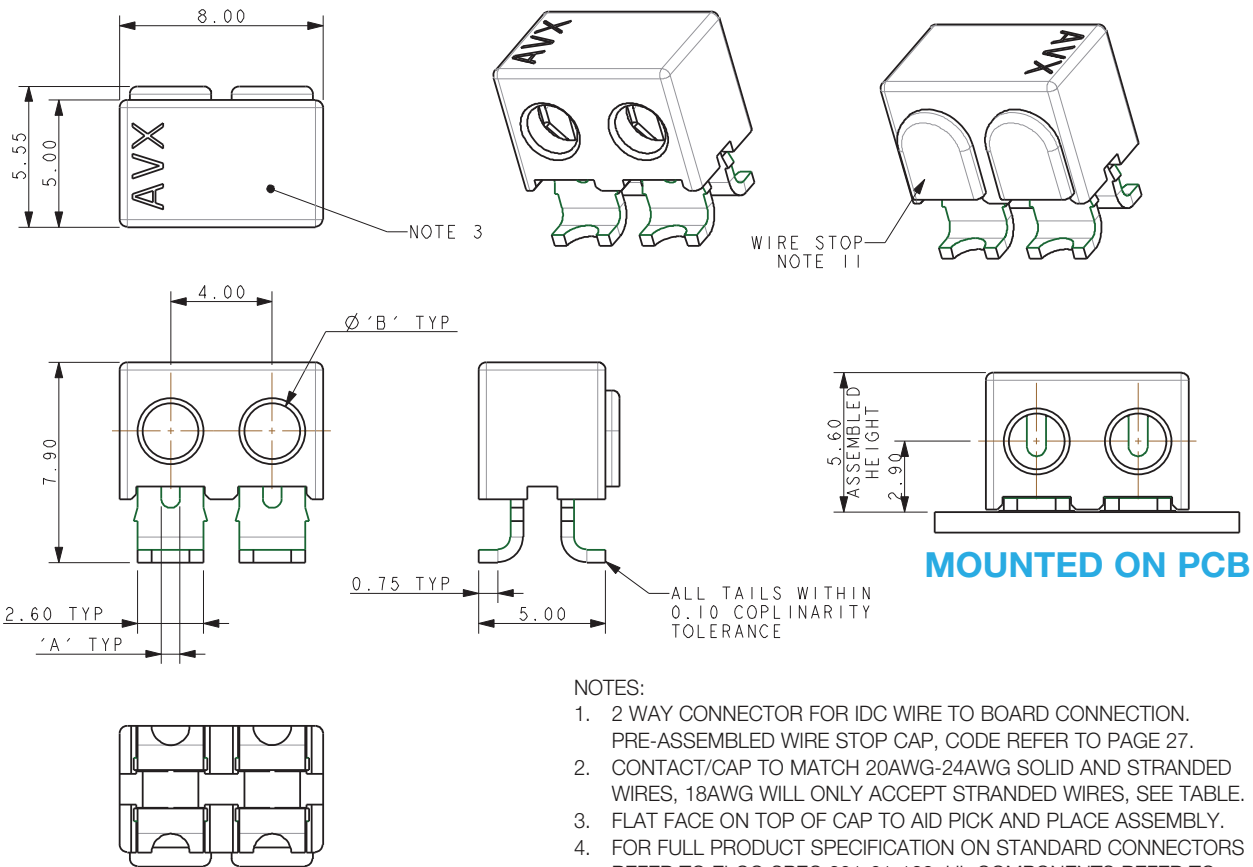 8.00
AVX
AVX
5.55
5.00
AVX
NOTE 3
WIRE STOP
NOTE 11
4.00
Ø 'B' TYP
7.90
5.60
ASSEMBLED
HEIGHT
2.90
MOUNTED ON PCB
0.75 TYP
5.00
ALL TAILS WITHIN
0.10 COPLINARITY
TOLERANCE
2.60 TYP
'A' TYP
NOTES:
1. 2 WAY CONNECTOR FOR IDC WIRE TO BOARD CONNECTION.
PRE-ASSEMBLED WIRE STOP CAP, CODE REFER TO PAGE 27.
2. CONTACT/CAP TO MATCH 20AWG-24AWG SOLID AND STRANDED
WIRES, 18AWG WILL ONLY ACCEPT STRANDED WIRES, SEE TABLE.
3. FLAT FACE ON TOP OF CAP TO AID PICK AND PLACE ASSEMBLY.
4. FOR FULL PRODUCT SPECIFICATION ON STANDARD CONNECTORS